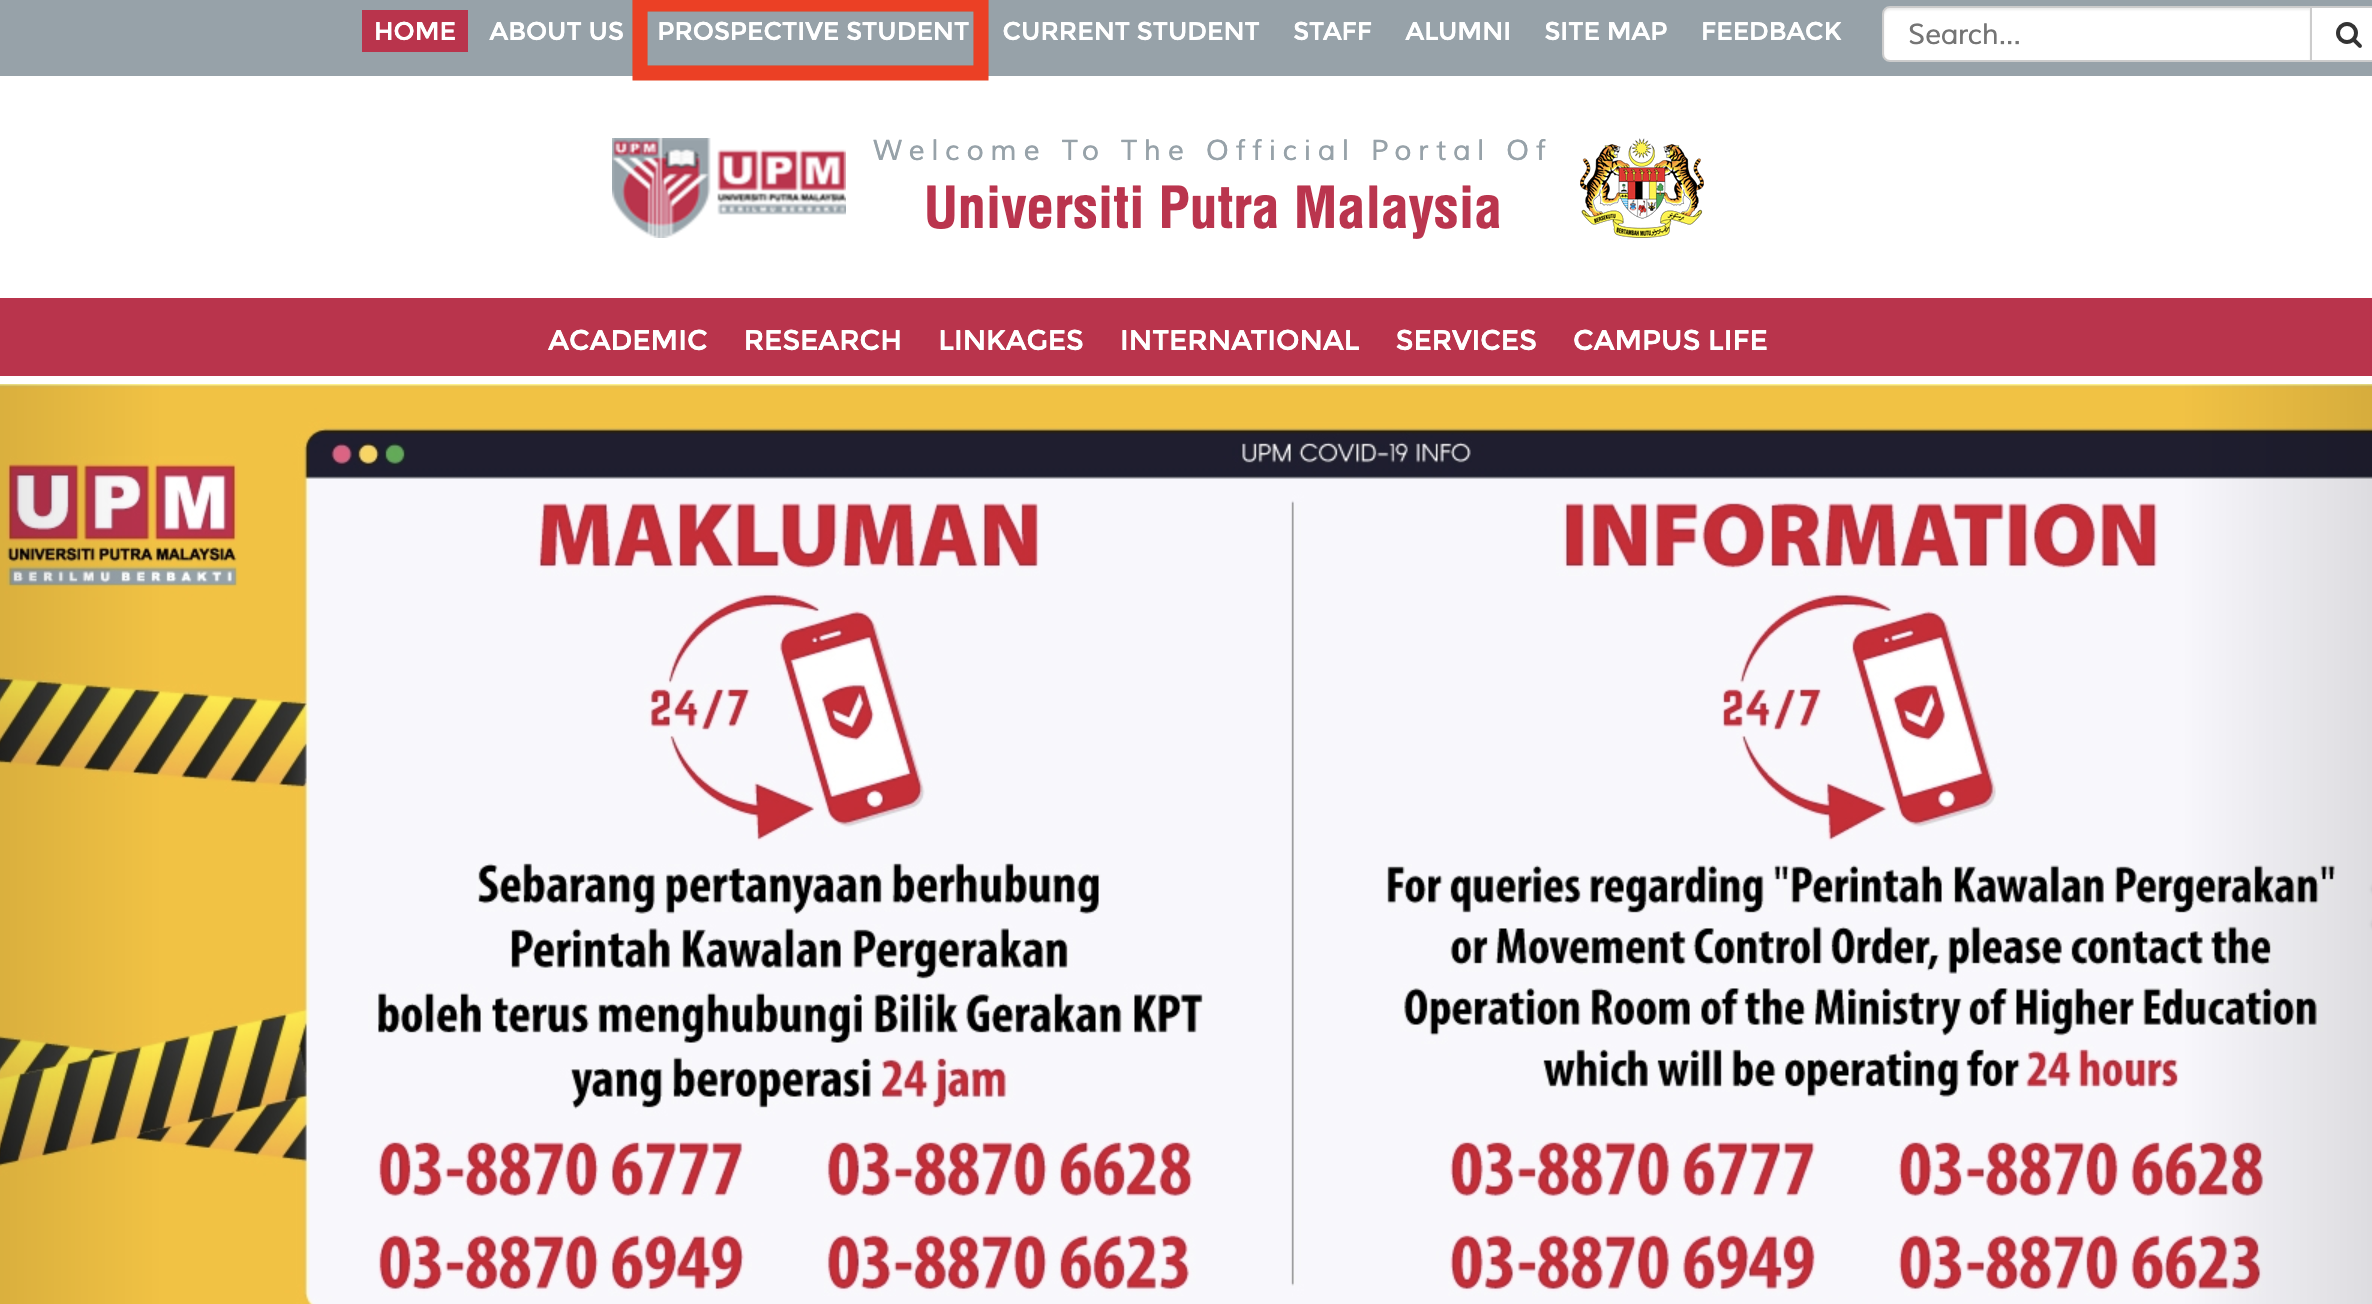 HOME ABOUT US PROSPECTIVE STUDENT CURRENT STUDENT STAFF ALUMNI SITE MAP FEEDBACK Search...
UPM
UPM
UNIVERSITI PUTRA MALAYSIA
BERILMU BERBAKTI
Welcome To The Official Portal Of
Universiti Putra Malaysia
BERSEKUTU
BERTAMBAH MUTU
ACADEMIC RESEARCH LINKAGES INTERNATIONAL SERVICES CAMPUS LIFE
UPM COVID-19 INFO
UPM
UNIVERSITI PUTRA MALAYSIA
BERILMU BERBAKTI
MAKLUMAN
24/7
Sebarang pertanyaan berhubung
Perintah Kawalan Pergerakan
boleh terus menghubungi Bilik Gerakan KPT
yang beroperasi 24 jam
03-8870 6777 03-8870 6628
03-8870 6949 03-8870 6623
INFORMATION
24/7
For queries regarding "Perintah Kawalan Pergerakan"
or Movement Control Order, please contact the
Operation Room of the Ministry of Higher Education
which will be operating for 24 hours
03-8870 6777 03-8870 6628
03-8870 6949 03-8870 6623